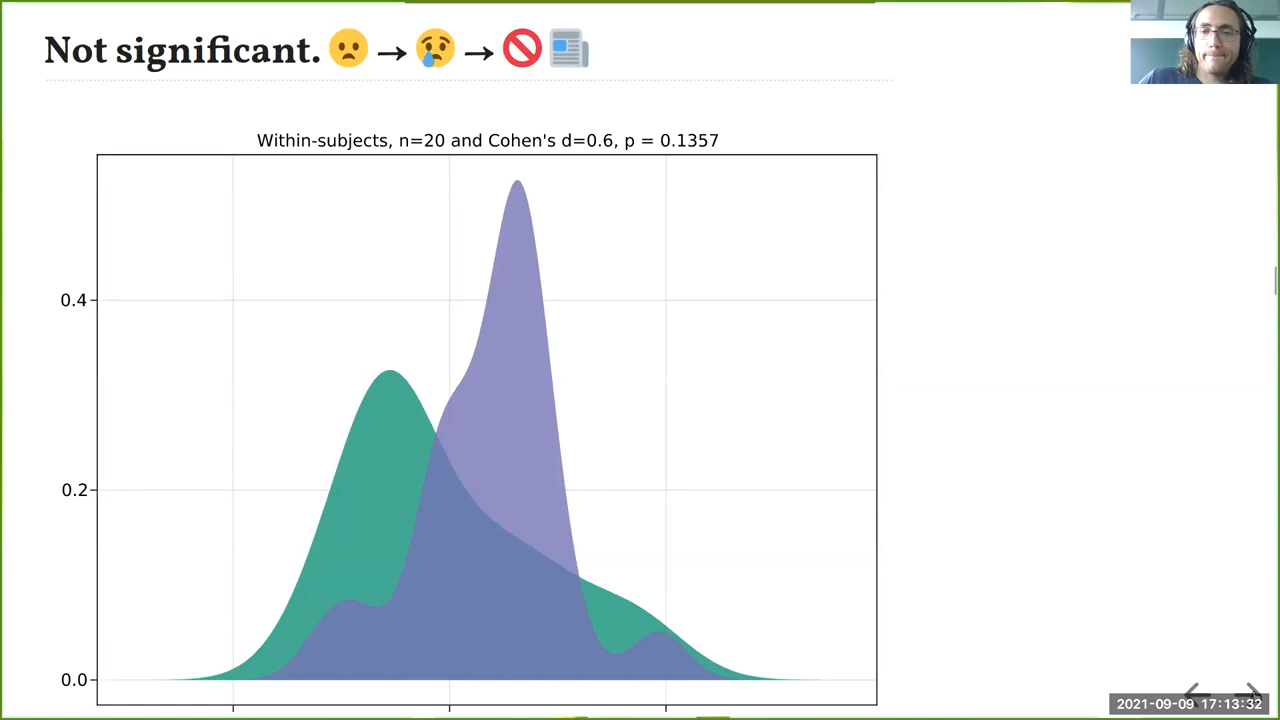 Not significant. 😦 → 😢 → 🚫 📰
Within-subjects, n=20 and Cohen's d=0.6, p = 0.1357
0.4
0.2
0.0
2021-09-09 17:13:32